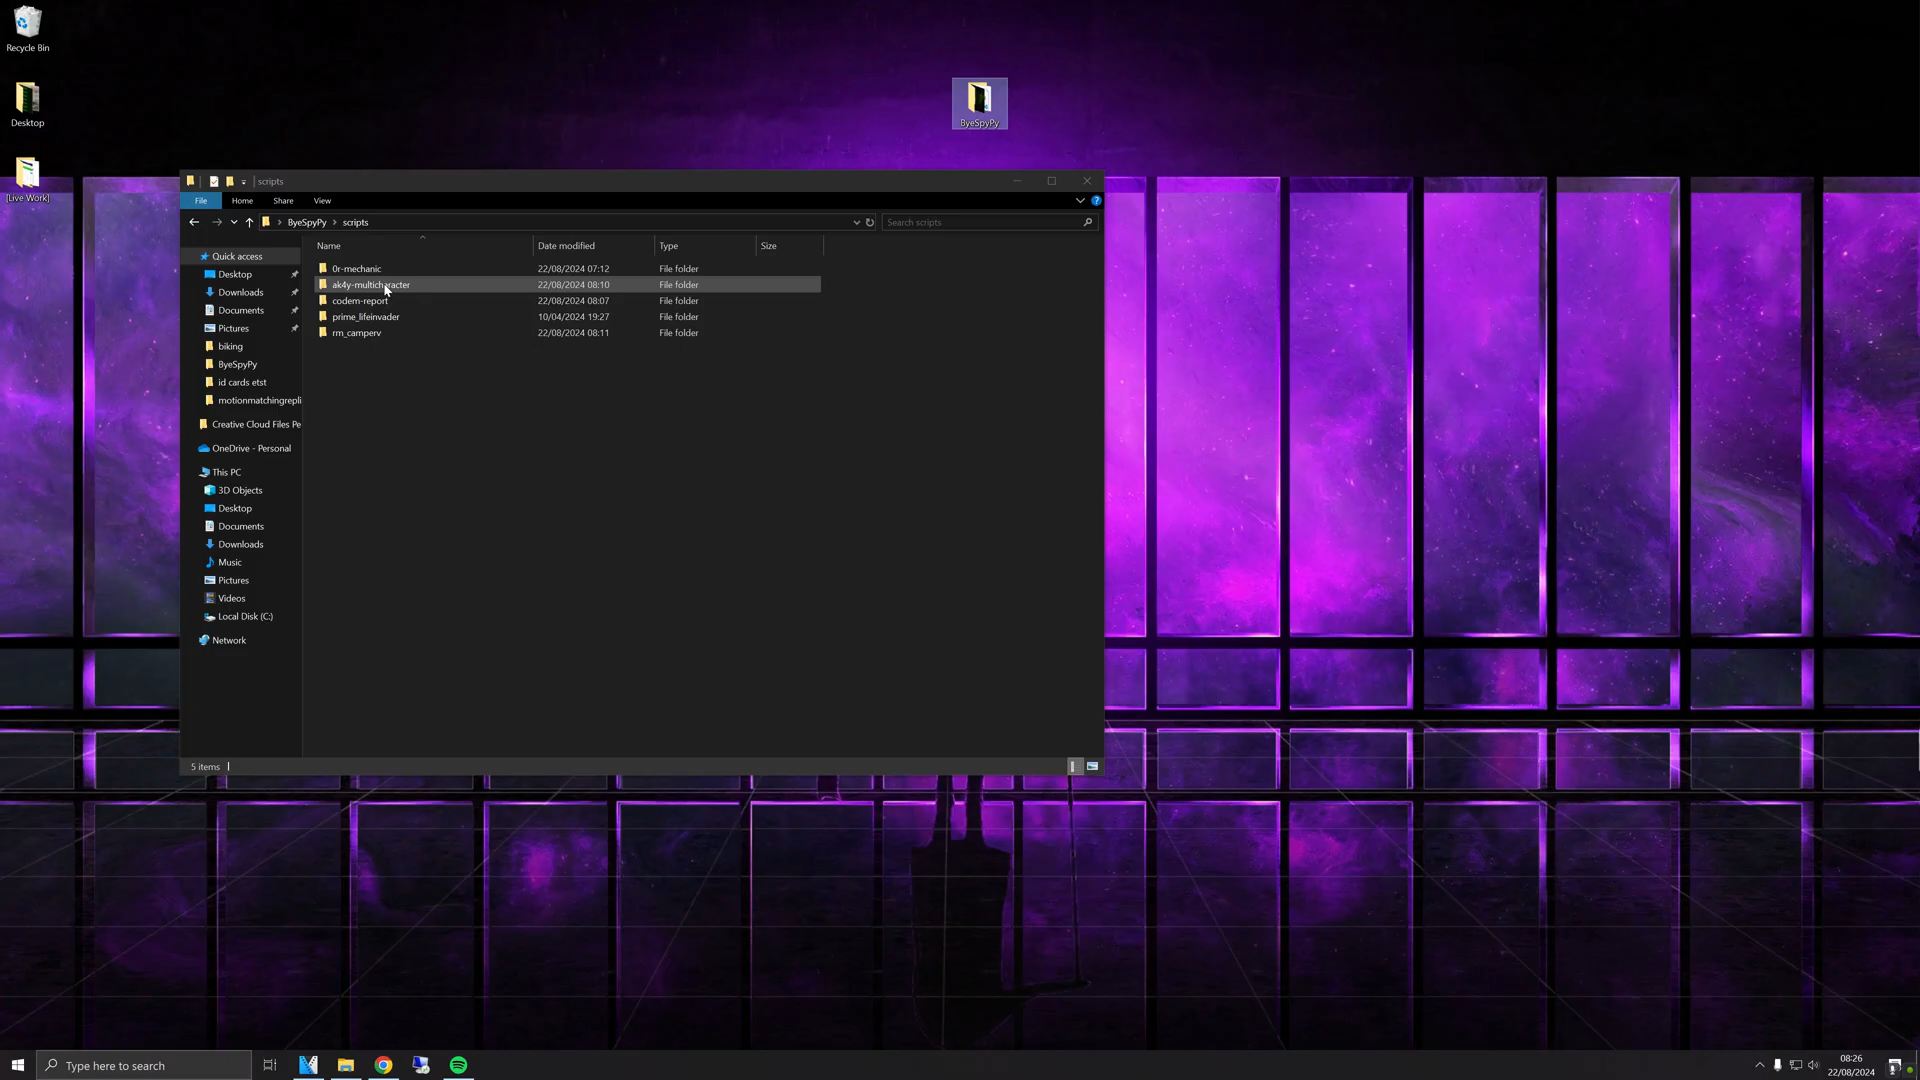 Recycle Bin
Desktop
[Live Work]
ByeSpyPy
scripts
File Home Share View
ByeSpyPy scripts
Search scripts
Name Date modified Type Size
0r-mechanic 22/08/2024 07:12 File folder
ak4y-multicharacter 22/08/2024 08:10 File folder
codem-report 22/08/2024 08:07 File folder
prime_lifeinvader 10/04/2024 19:27 File folder
rm_camperv 22/08/2024 08:11 File folder
Quick access
Desktop
Downloads
Documents
Pictures
biking
ByeSpyPy
id cards etst
motionmatchingrepli
Creative Cloud Files Pe
OneDrive - Personal
This PC
3D Objects
Desktop
Documents
Downloads
Music
Pictures
Videos
Local Disk (C:)
Network
5 items
Type here to search
08:26
22/08/2024